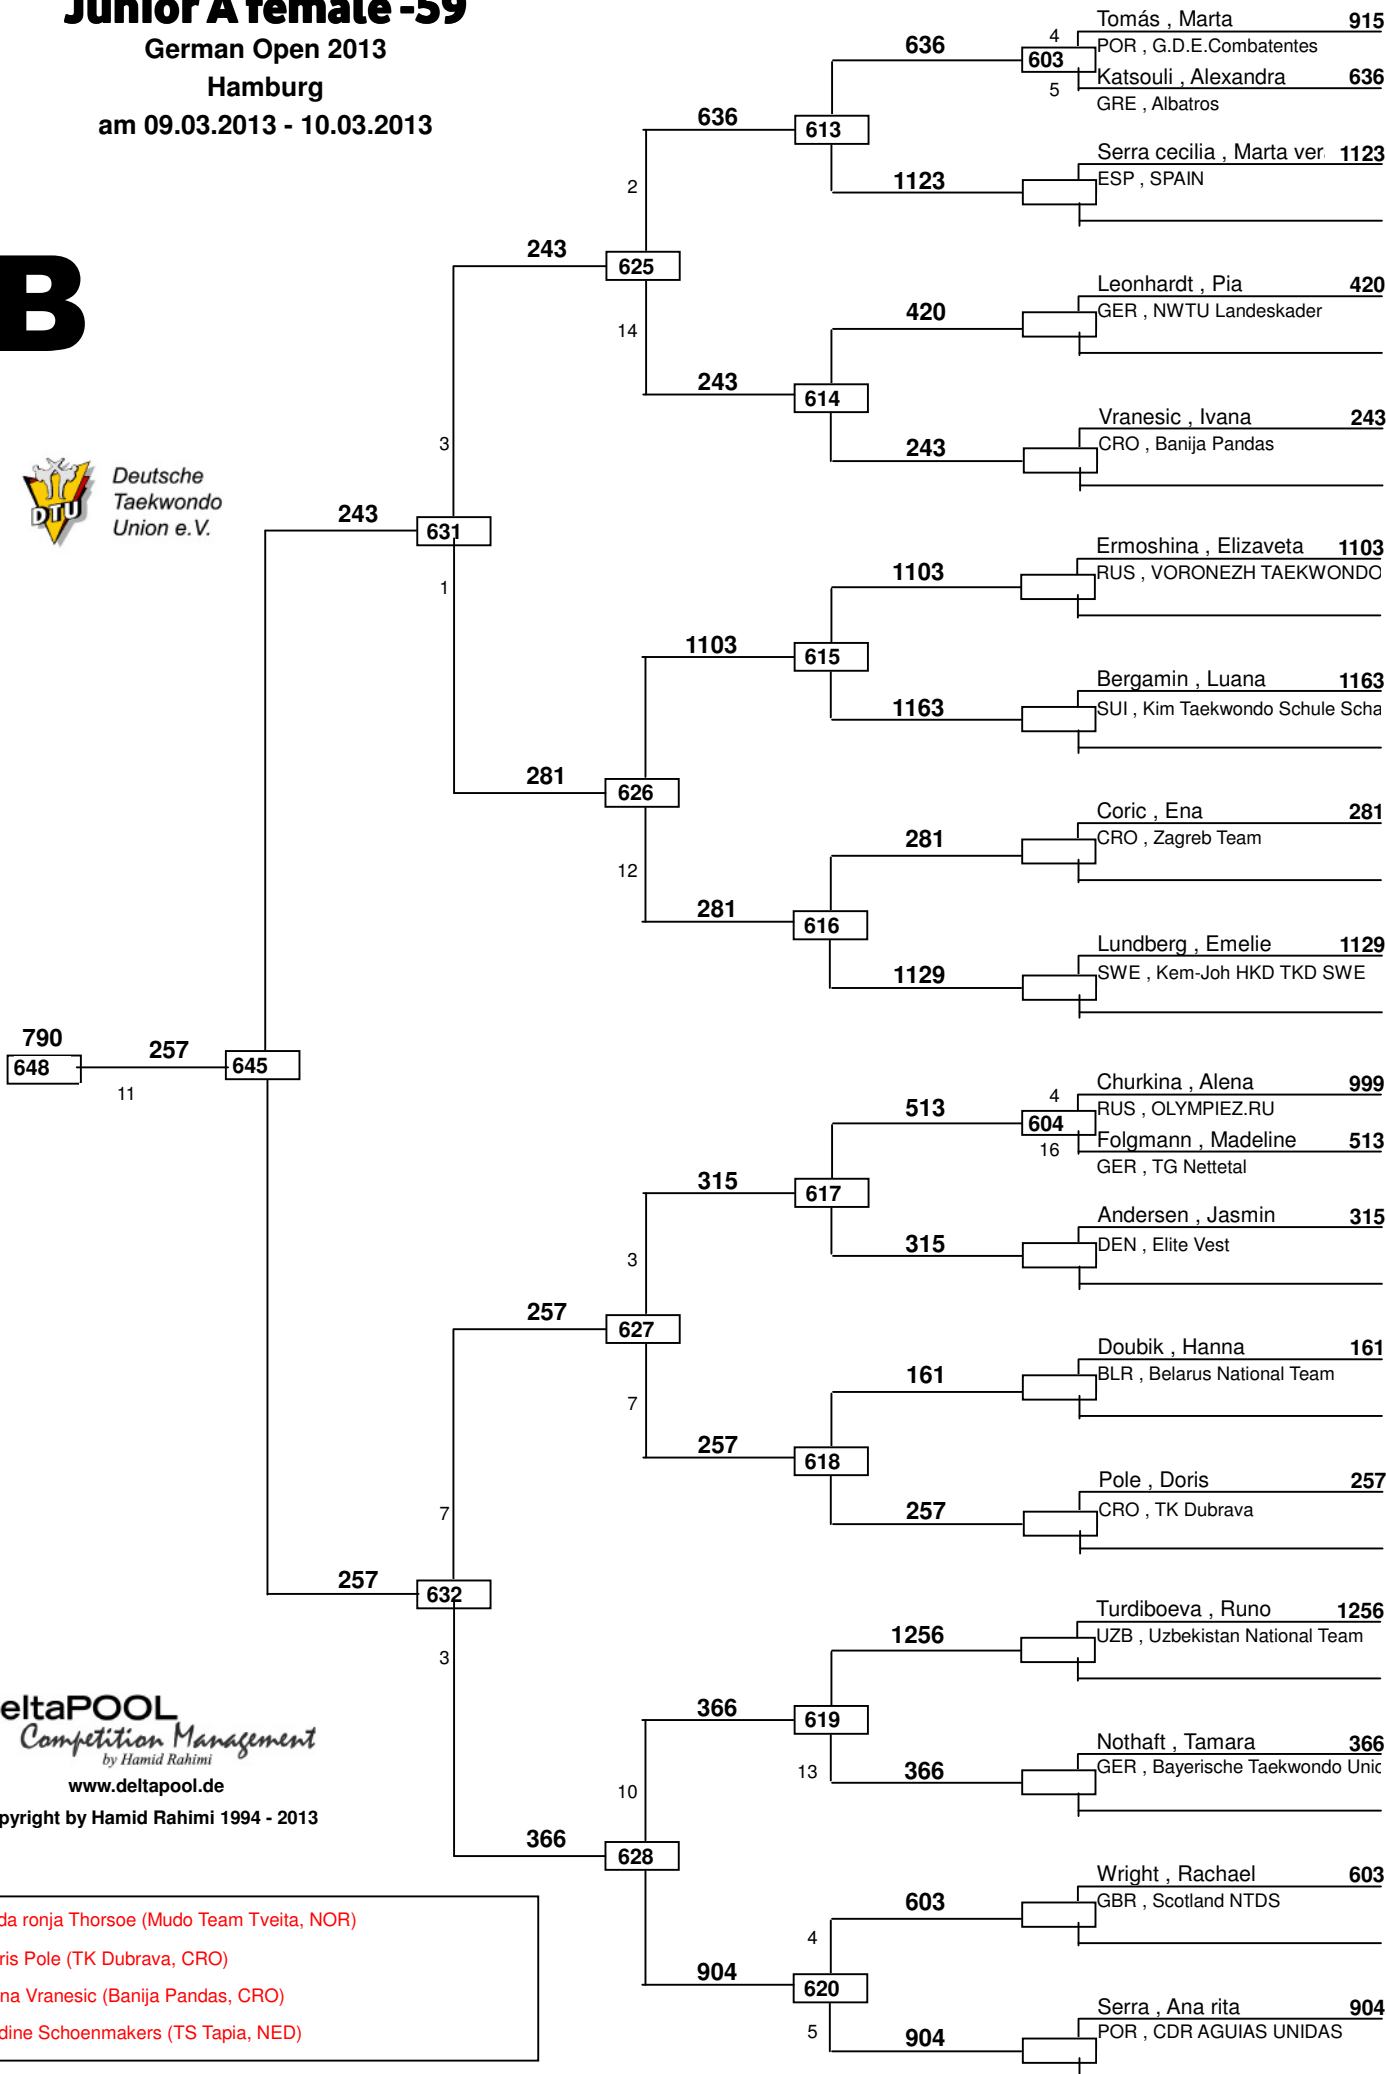 Junior A female -59
German Open 2013
Hamburg
am 09.03.2013 - 10.03.2013
B
Deutsche
Taekwondo
Union e.V.
DTU
Tomás , Marta 915
POR , G.D.E.Combatentes
4
603
5
636
Katsouli , Alexandra 636
GRE , Albatros
636
613
Serra cecilia , Marta ver 1123
ESP , SPAIN
1123
2
243
625
14
Leonhardt , Pia 420
GER , NWTU Landeskader
420
243
614
Vranesic , Ivana 243
CRO , Banija Pandas
243
3
243
631
1
Ermoshina , Elizaveta 1103
RUS , VORONEZH TAEKWONDO
1103
1103
615
Bergamin , Luana 1163
SUI , Kim Taekwondo Schule Scha
1163
281
626
12
Coric , Ena 281
CRO , Zagreb Team
281
281
616
Lundberg , Emelie 1129
SWE , Kem-Joh HKD TKD SWE
1129
790
648
257
11
645
Churkina , Alena 999
RUS , OLYMPIEZ.RU
4
604
16
513
Folgmann , Madeline 513
GER , TG Nettetal
315
617
Andersen , Jasmin 315
DEN , Elite Vest
315
3
257
627
7
Doubik , Hanna 161
BLR , Belarus National Team
161
257
618
Pole , Doris 257
CRO , TK Dubrava
257
7
257
632
3
Turdiboeva , Runo 1256
UZB , Uzbekistan National Team
1256
366
619
13
Nothaft , Tamara 366
GER , Bayerische Taekwondo Unic
366
10
366
628
Wright , Rachael 603
GBR , Scotland NTDS
603
4
904
620
5
Serra , Ana rita 904
POR , CDR AGUIAS UNIDAS
904
eltaPOOL
Competition Management
by Hamid Rahimi
www.deltapool.de
pyright by Hamid Rahimi 1994 - 2013
da ronja Thorsoe (Mudo Team Tveita, NOR)
ris Pole (TK Dubrava, CRO)
na Vranesic (Banija Pandas, CRO)
dine Schoenmakers (TS Tapia, NED)